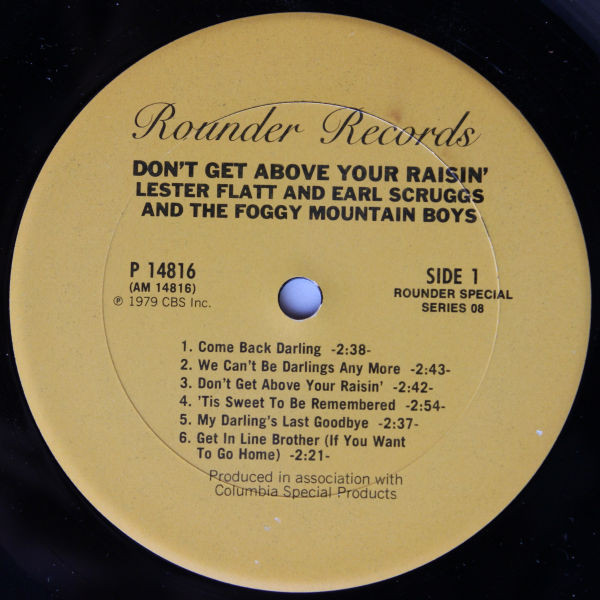 Rounder Records
DON'T GET ABOVE YOUR RAISIN'
LESTER FLATT AND EARL SCRUGGS
AND THE FOGGY MOUNTAIN BOYS
P 14816
(AM 14816)
℗ 1979 CBS Inc.
SIDE 1
ROUNDER SPECIAL
SERIES 08
1. Come Back Darling -2:38-
2. We Can't Be Darlings Any More -2:43-
3. Don't Get Above Your Raisin' -2:42-
4. 'Tis Sweet To Be Remembered -2:54-
5. My Darling's Last Goodbye -2:37-
6. Get In Line Brother (If You Want
To Go Home) -2:21-
Produced in association with
Columbia Special Products